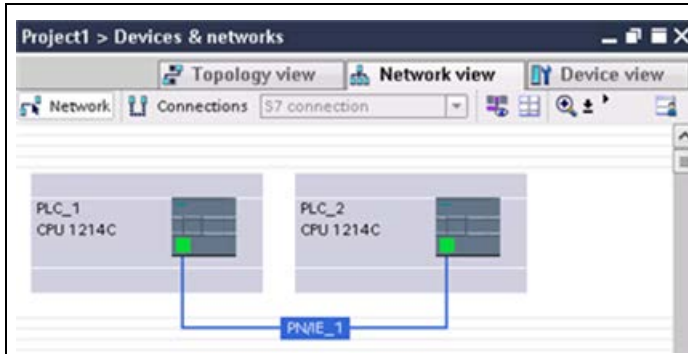 Project1 > Devices & networks
Topology view Network view Device view
Network Connections S7 connection
PLC_1
CPU 1214C
PLC_2
CPU 1214C
PN/IE_1